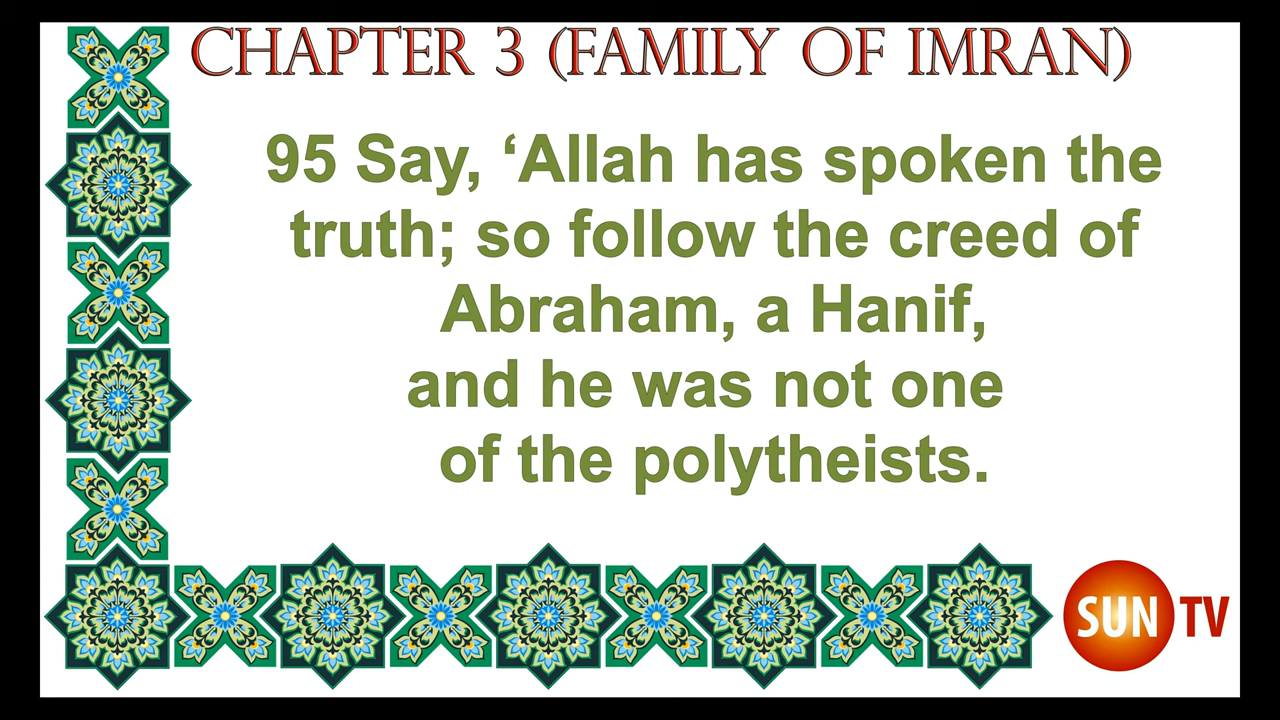 CHAPTER 3 (FAMILY OF IMRAN)
95 Say, ‘Allah has spoken the
truth; so follow the creed of
Abraham, a Hanif,
and he was not one
of the polytheists.
SUN TV